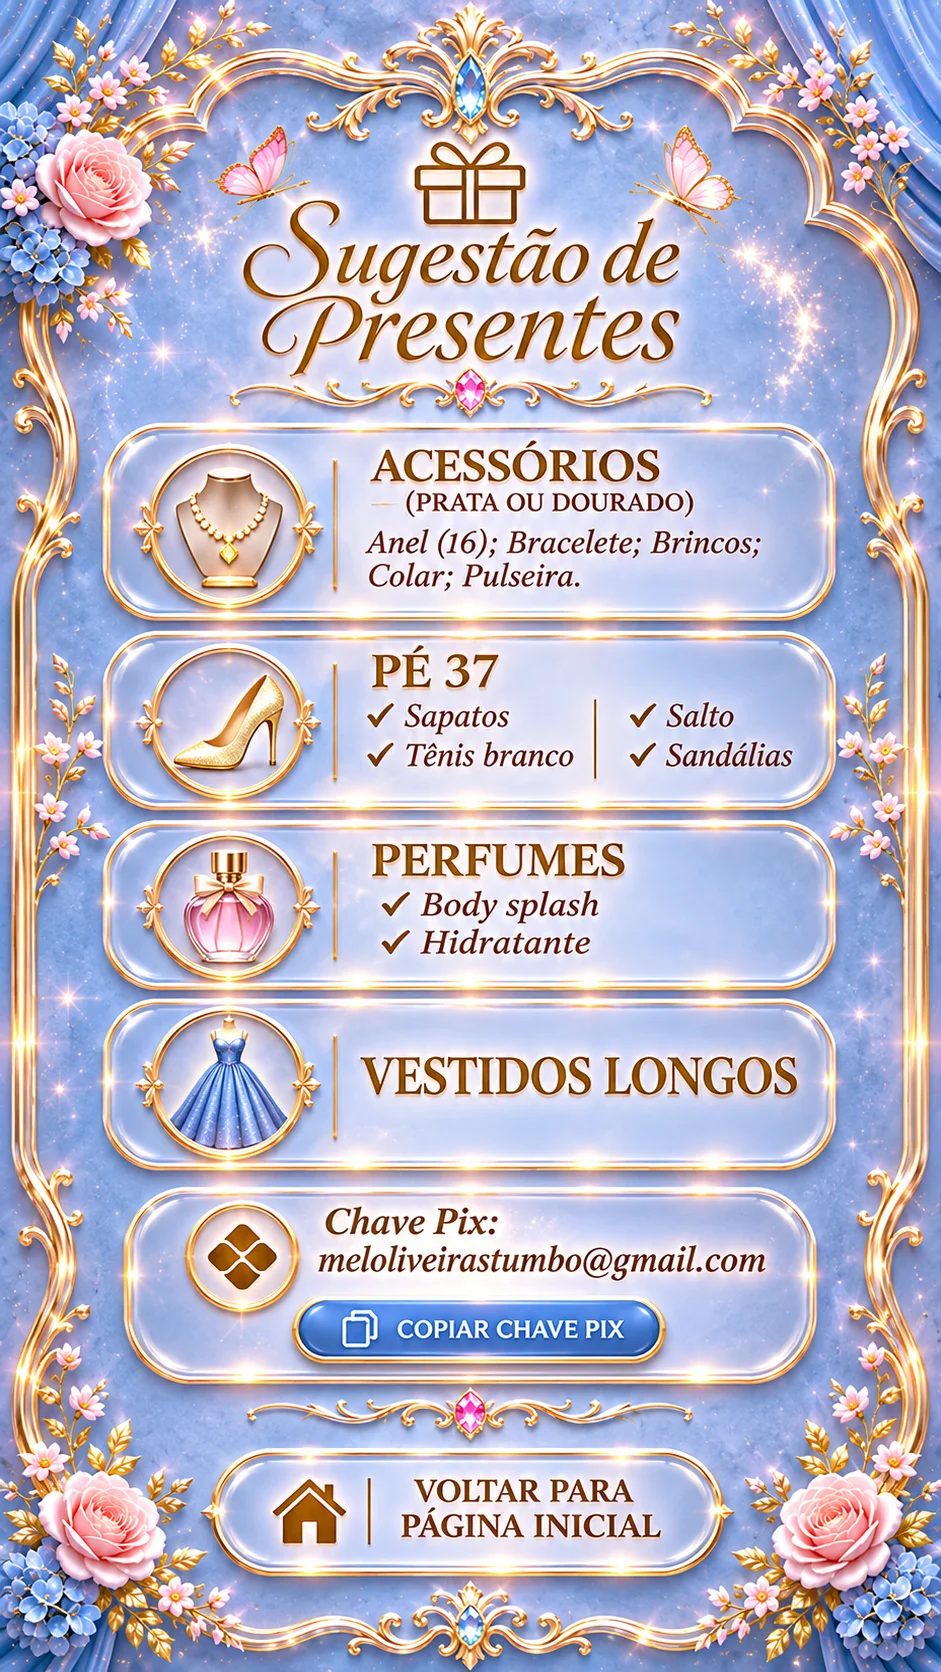 Sugestão de
Presentes
ACESSÓRIOS
(PRATA OU DOURADO)
Anel (16); Bracelete; Brincos;
Colar; Pulseira.
PÉ 37
✓ Sapatos
✓ Tênis branco
✓ Salto
✓ Sandálias
PERFUMES
✓ Body splash
✓ Hidratante
VESTIDOS LONGOS
Chave Pix:
meloliveirastumbo@gmail.com
COPIAR CHAVE PIX
VOLTAR PARA
PÁGINA INICIAL